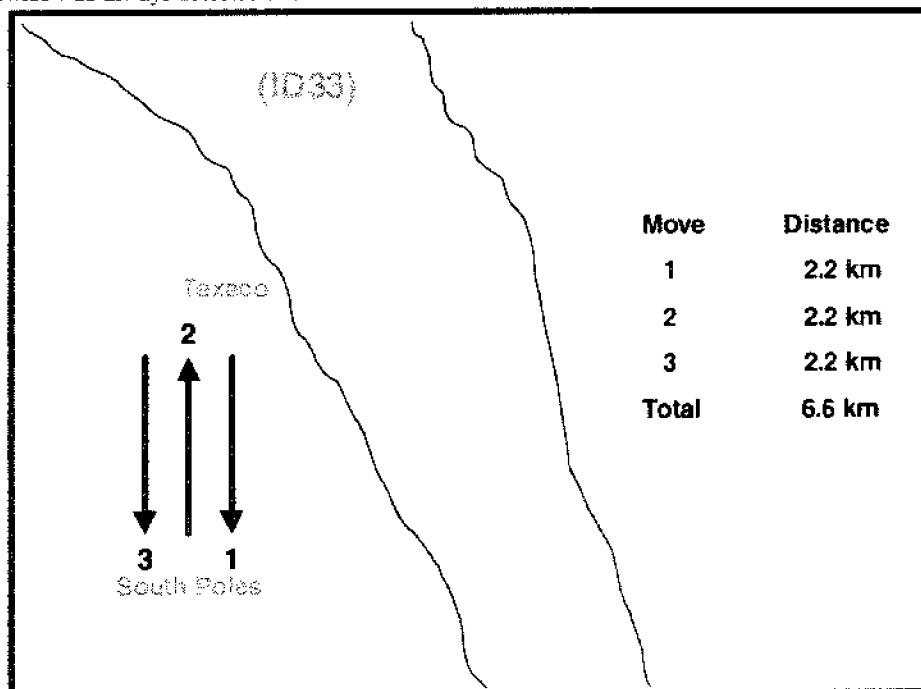 (ID33)
Move Distance
1 2.2 km
2 2.2 km
3 2.2 km
Total 6.6 km
Texaco
2
3 1
South Poles